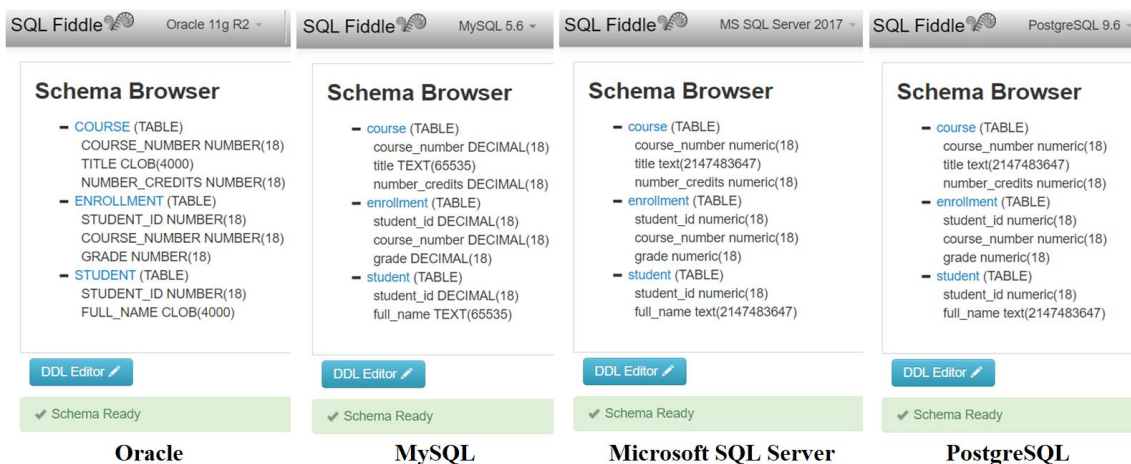 SQL Fiddle Oracle 11g R2
Schema Browser
COURSE (TABLE)
COURSE_NUMBER NUMBER(18)
TITLE CLOB(4000)
NUMBER_CREDITS NUMBER(18)
ENROLLMENT (TABLE)
STUDENT_ID NUMBER(18)
COURSE_NUMBER NUMBER(18)
GRADE NUMBER(18)
STUDENT (TABLE)
STUDENT_ID NUMBER(18)
FULL_NAME CLOB(4000)
DDL Editor
Schema Ready
Oracle
SQL Fiddle MySQL 5.6
Schema Browser
course (TABLE)
course_number DECIMAL(18)
title TEXT(65535)
number_credits DECIMAL(18)
enrollment (TABLE)
student_id DECIMAL(18)
course_number DECIMAL(18)
grade DECIMAL(18)
student (TABLE)
student_id DECIMAL(18)
full_name TEXT(65535)
DDL Editor
Schema Ready
MySQL
SQL Fiddle MS SQL Server 2017
Schema Browser
course (TABLE)
course_number numeric(18)
title text(2147483647)
number_credits numeric(18)
enrollment (TABLE)
student_id numeric(18)
course_number numeric(18)
grade numeric(18)
student (TABLE)
student_id numeric(18)
full_name text(2147483647)
DDL Editor
Schema Ready
Microsoft SQL Server
SQL Fiddle PostgreSQL 9.6
Schema Browser
course (TABLE)
course_number numeric(18)
title text(2147483647)
number_credits numeric(18)
enrollment (TABLE)
student_id numeric(18)
course_number numeric(18)
grade numeric(18)
student (TABLE)
student_id numeric(18)
full_name text(2147483647)
DDL Editor
Schema Ready
PostgreSQL